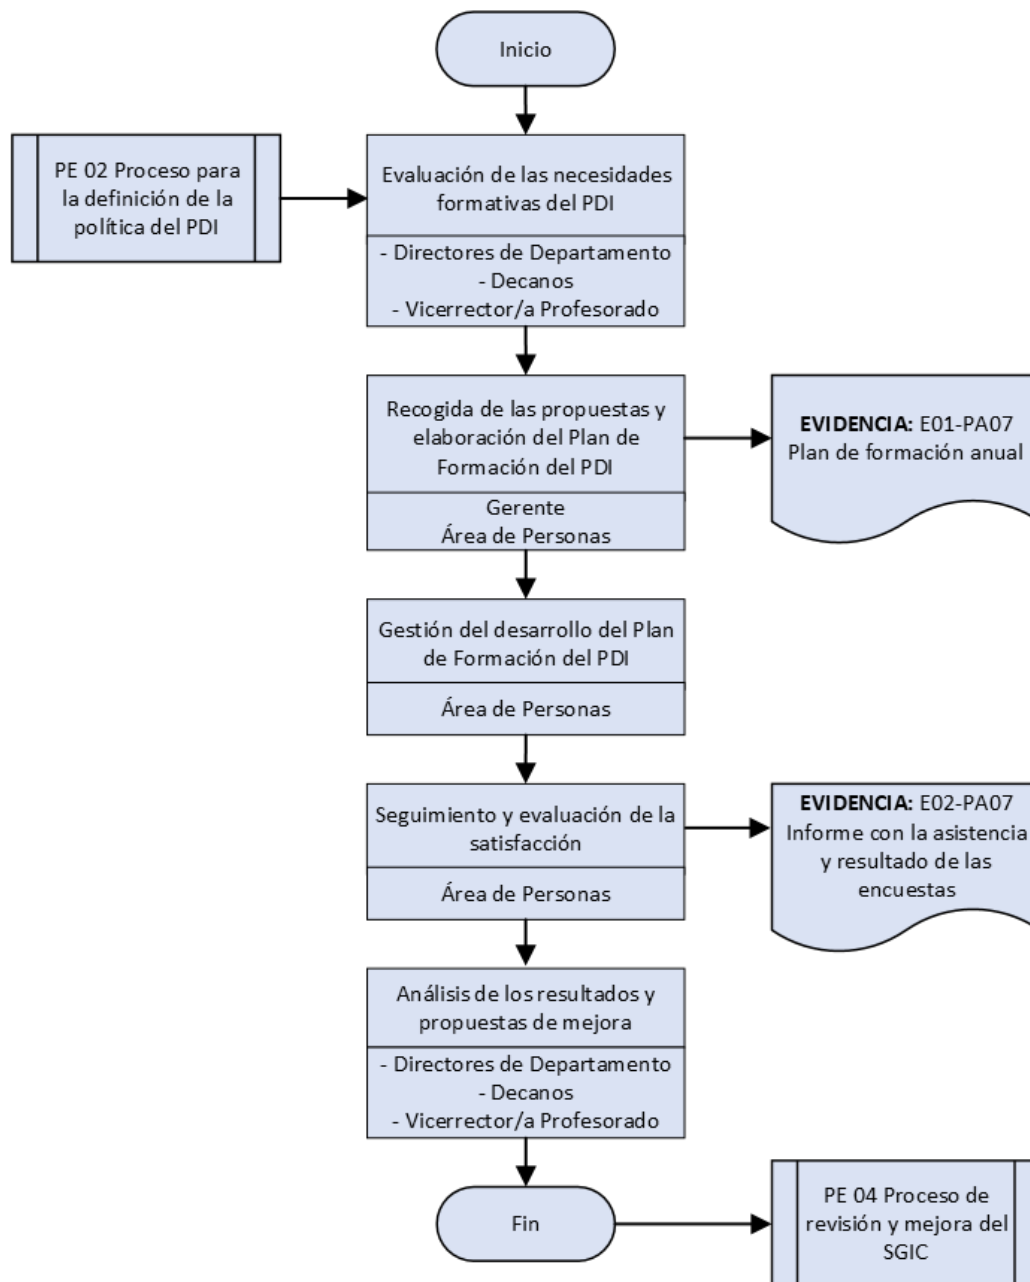 Inicio
PE 02 Proceso para
la definición de la
política del PDI
Evaluación de las necesidades
formativas del PDI
- Directores de Departamento
- Decanos
- Vicerrector/a Profesorado
Recogida de las propuestas y
elaboración del Plan de
Formación del PDI
Gerente
Área de Personas
EVIDENCIA: E01-PA07
Plan de formación anual
Gestión del desarrollo del Plan
de Formación del PDI
Área de Personas
Seguimiento y evaluación de la
satisfacción
Área de Personas
EVIDENCIA: E02-PA07
Informe con la asistencia
y resultado de las
encuestas
Análisis de los resultados y
propuestas de mejora
- Directores de Departamento
- Decanos
- Vicerrector/a Profesorado
Fin
PE 04 Proceso de
revisión y mejora del
SGIC